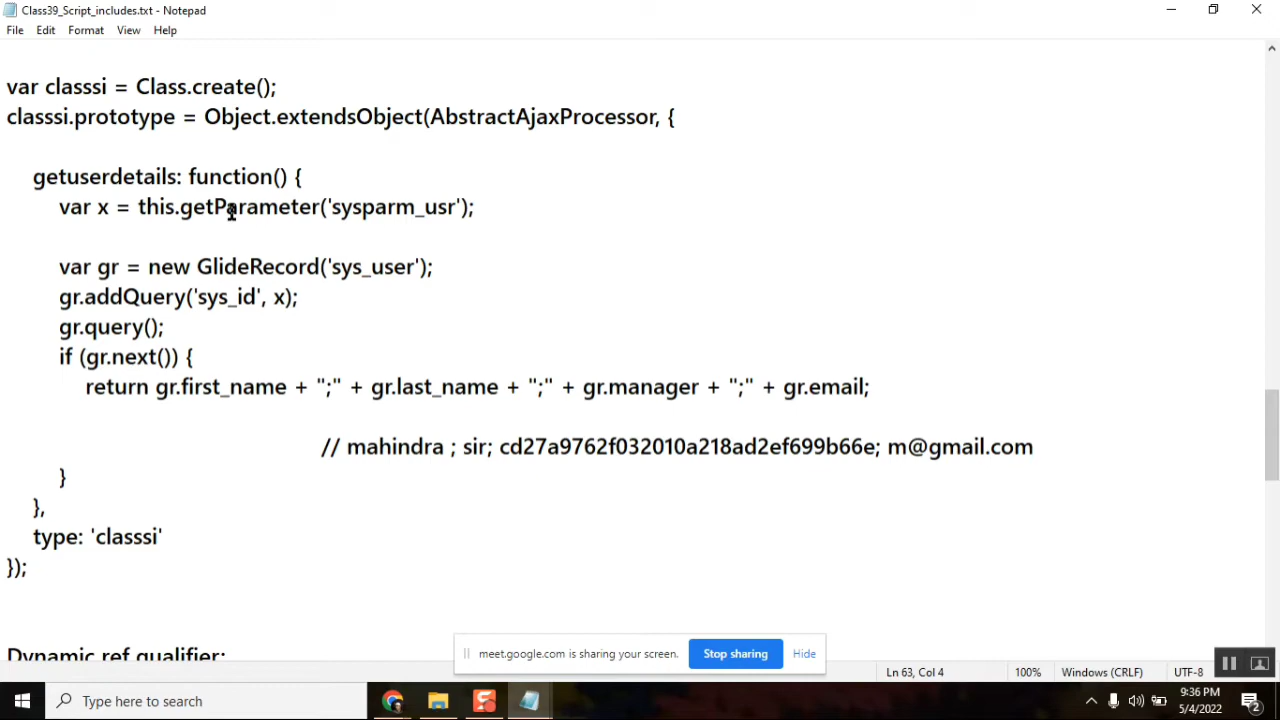 Class39_Script_includes.txt - Notepad
File Edit Format View Help
var classsi = Class.create();
classsi.prototype = Object.extendsObject(AbstractAjaxProcessor, {
getuserdetails: function() {
var x = this.getParameter('sysparm_usr');
var gr = new GlideRecord('sys_user');
gr.addQuery('sys_id', x);
gr.query();
if (gr.next()) {
return gr.first_name + ";" + gr.last_name + ";" + gr.manager + ";" + gr.email;
// mahindra ; sir; cd27a9762f032010a218ad2ef699b66e; m@gmail.com
}
},
type: 'classsi'
});
Dynamic ref qualifier:
meet.google.com is sharing your screen. Stop sharing Hide
Ln 63, Col 4 100% Windows (CRLF) UTF-8
Type here to search
9:36 PM
5/4/2022
2